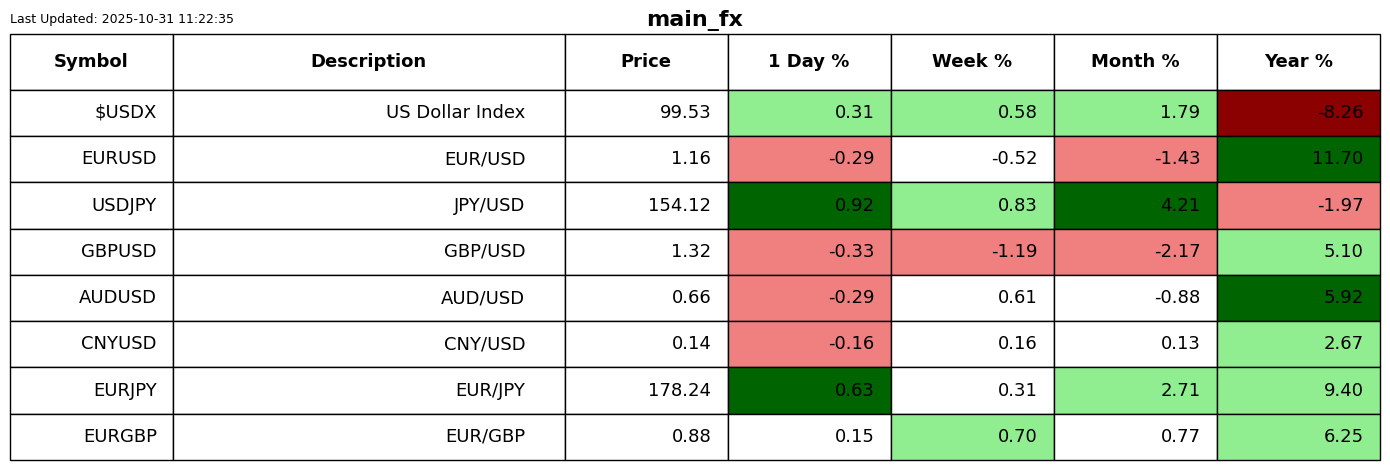 Last Updated: 2025-10-31 11:22:35
main_fx
Symbol Description Price 1 Day % Week % Month % Year %
$USDX US Dollar Index 99.53 0.31 0.58 1.79 -8.26
EURUSD EUR/USD 1.16 -0.29 -0.52 -1.43 11.70
USDJPY JPY/USD 154.12 0.92 0.83 4.21 -1.97
GBPUSD GBP/USD 1.32 -0.33 -1.19 -2.17 5.10
AUDUSD AUD/USD 0.66 -0.29 0.61 -0.88 5.92
CNYUSD CNY/USD 0.14 -0.16 0.16 0.13 2.67
EURJPY EUR/JPY 178.24 0.63 0.31 2.71 9.40
EURGBP EUR/GBP 0.88 0.15 0.70 0.77 6.25